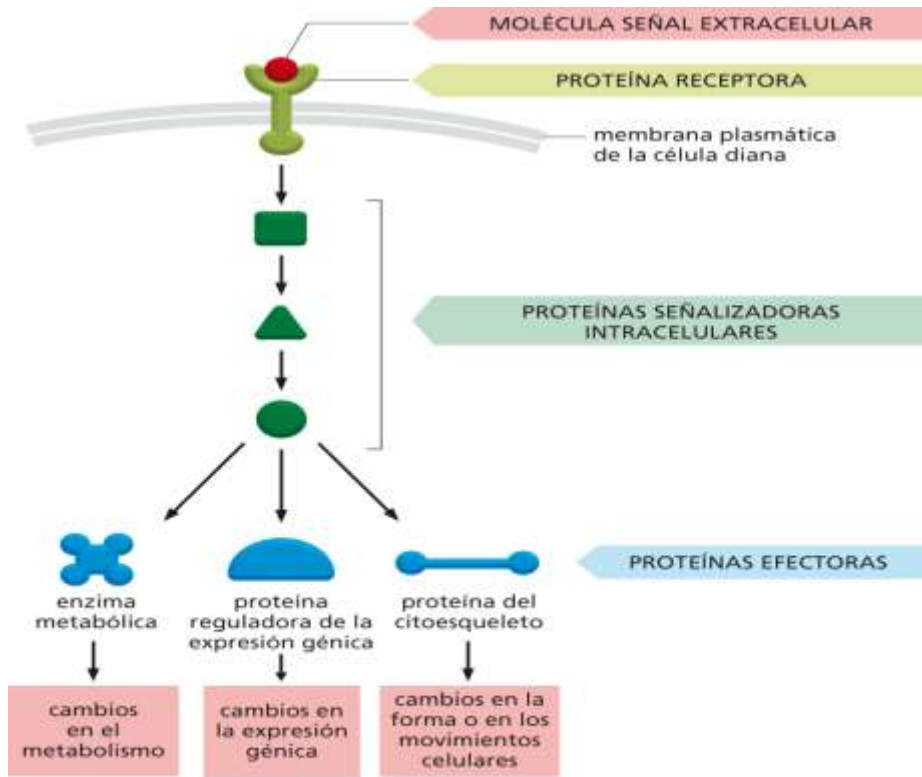 MOLÉCULA SEÑAL EXTRACELULAR
PROTEÍNA RECEPTORA
membrana plasmática
de la célula diana
PROTEÍNAS SEÑALIZADORAS
INTRACELULARES
PROTEÍNAS EFECTORAS
enzima
metabólica
proteína
reguladora de la
expresión génica
proteína del
citoesqueleto
cambios
en el
metabolismo
cambios en
la expresión
génica
cambios en la
forma o en los
movimientos
celulares